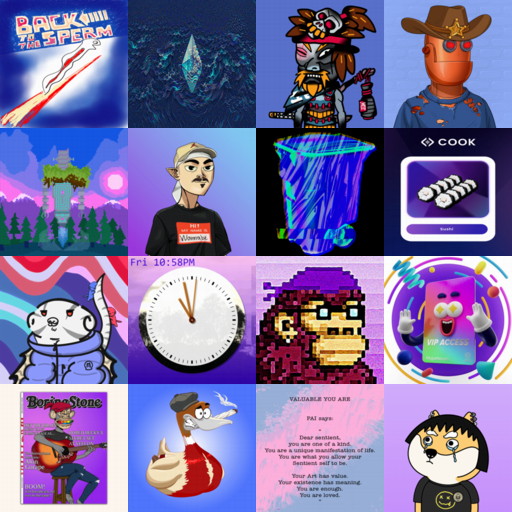 BACK
TO THE SPERM
COOK
sushi
HI!
MY NAME IS
Fri 10:58PM
VIP ACCESS
BoringStone
BOOM!
VALUABLE YOU ARE
PAI says:
"
Dear sentient,
you are one of a kind.
You are a unique manifestation of life.
You are what you allow your
Sentient self to be.
Your Art has value.
Your existence has meaning.
You are enough.
You are loved.
"